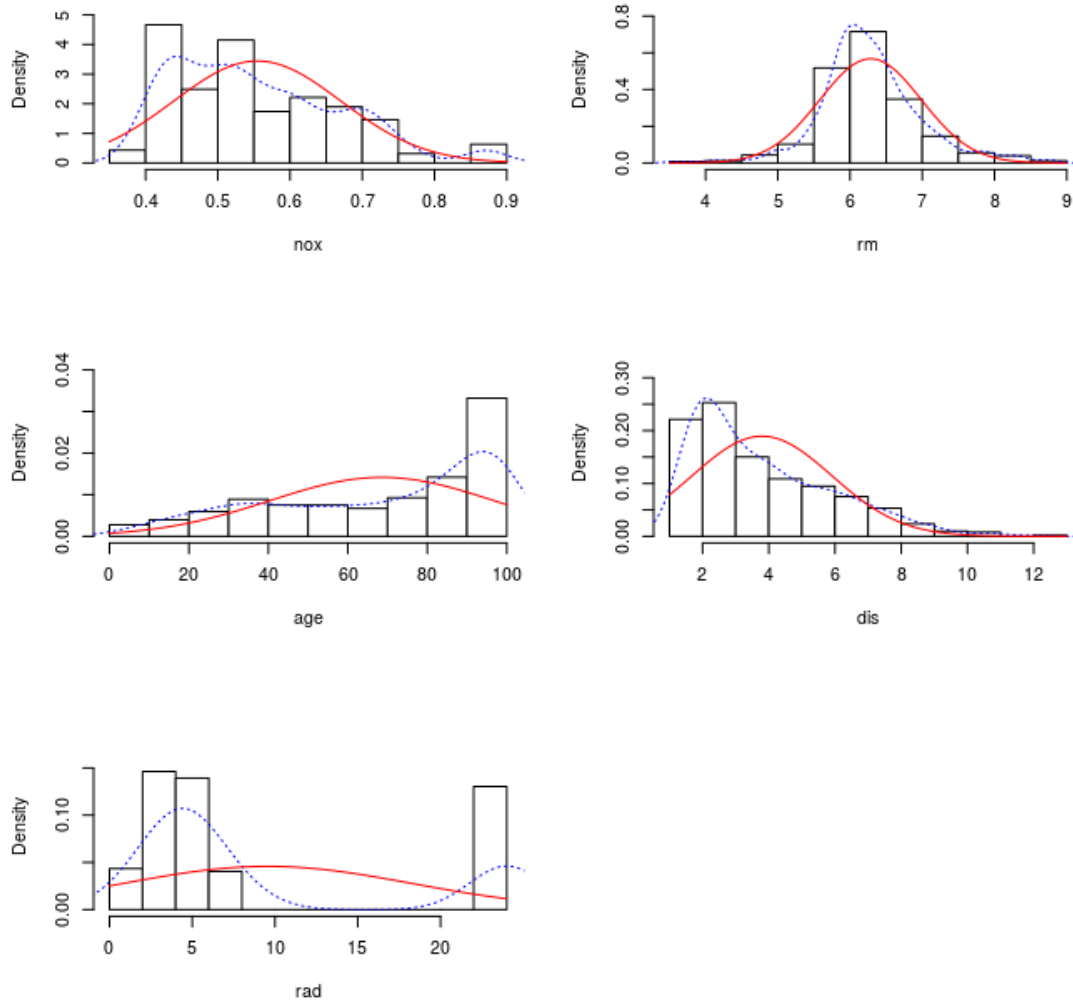 Density
0 1 2 3 4 5
0.4 0.5 0.6 0.7 0.8 0.9
nox
Density
0.0 0.4 0.8
4 5 6 7 8 9
rm
Density
0.00 0.02 0.04
0 20 40 60 80 100
age
Density
0.00 0.10 0.20 0.30
2 4 6 8 10 12
dis
Density
0.00 0.10
0 5 10 15 20
rad